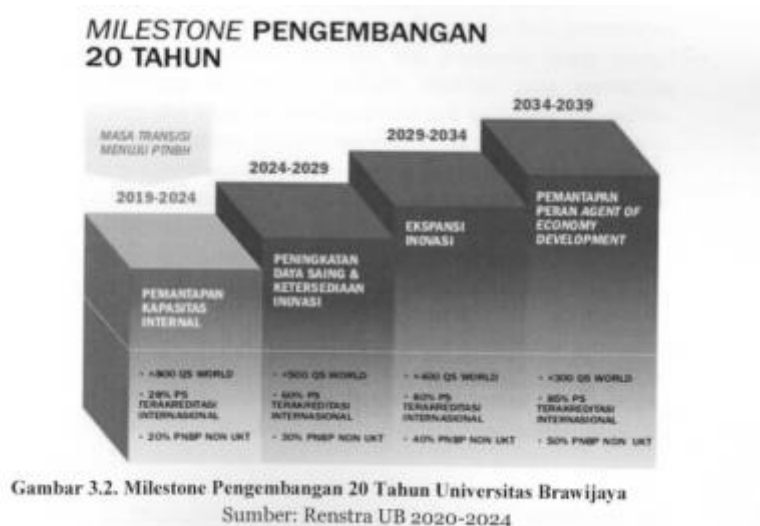 MILESTONE PENGEMBANGAN
20 TAHUN
MASA TRANSISI
MENUJU PTNBH
2019-2024
PEMANTAPAN
KAPASITAS
INTERNAL
• <800 QS WORLD
• 28% PS
TERAKREDITASI
INTERNASIONAL
• 20% PNBP NON UKT
2024-2029
PENINGKATAN
DAYA SAING &
KETERSEDIAAN
INOVASI
• <500 QS WORLD
• 60% PS
TERAKREDITASI
INTERNASIONAL
• 30% PNBP NON UKT
2029-2034
EKSPANSI
INOVASI
• <400 QS WORLD
• 80% PS
TERAKREDITASI
INTERNASIONAL
• 40% PNBP NON UKT
2034-2039
PEMANTAPAN
PERAN AGENT OF
ECONOMY
DEVELOPMENT
• <300 QS WORLD
• 85% PS
TERAKREDITASI
INTERNASIONAL
• 50% PNBP NON UKT
Gambar 3.2. Milestone Pengembangan 20 Tahun Universitas Brawijaya
Sumber: Renstra UB 2020-2024